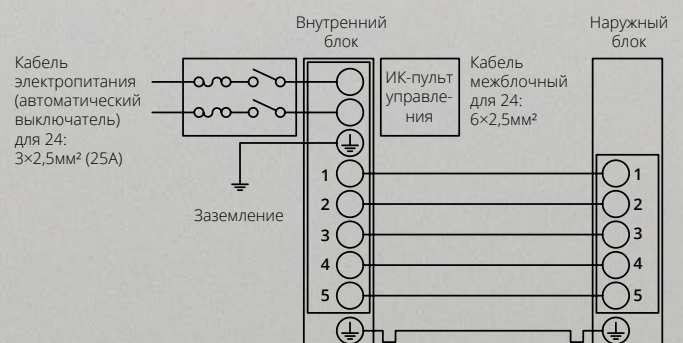 Внутренний
блок
Наружный
блок
Кабель
электропитания
(автоматический
выключатель)
для 24:
3×2,5мм² (25А)
ИК-пульт
управле-
ния
Кабель
межблочный
для 24:
6×2,5мм²
Заземление
1
2
3
4
5
1
2
3
4
5